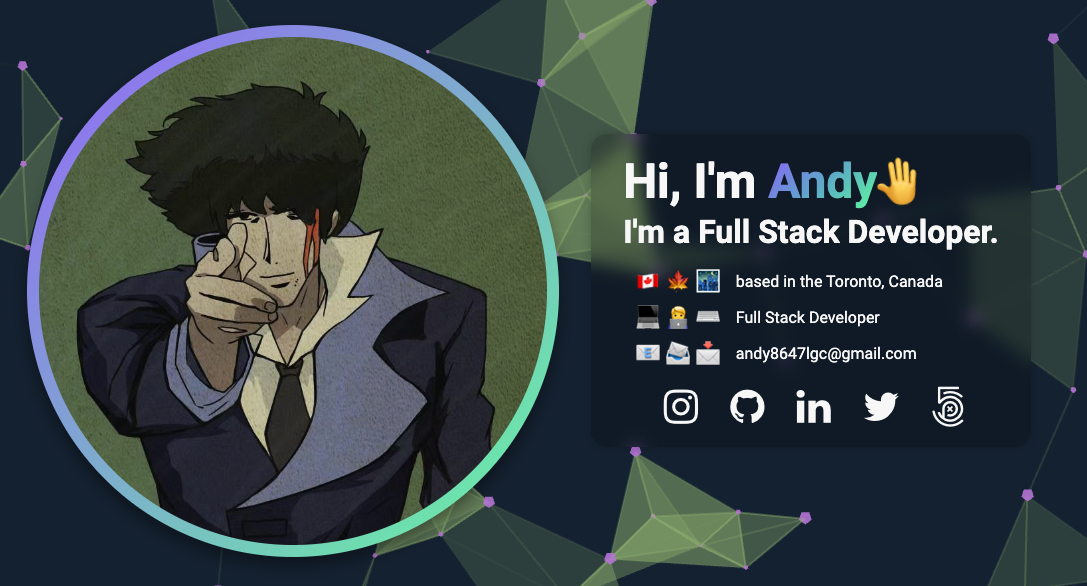 Hi, I'm Andy🤚
I'm a Full Stack Developer.
🇨🇦 🍁 🌃 based in the Toronto, Canada
💻 🧑‍💻 ⌨️ Full Stack Developer
📧 📨 📩 andy8647lgc@gmail.com